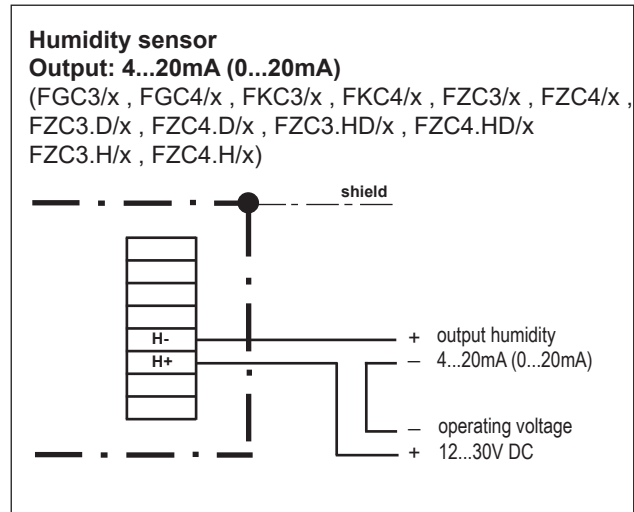 Humidity sensor
Output: 4...20mA (0...20mA)
(FGC3/x , FGC4/x , FKC3/x , FKC4/x , FZC3/x , FZC4/x ,
FZC3.D/x , FZC4.D/x , FZC3.HD/x , FZC4.HD/x
FZC3.H/x , FZC4.H/x)
shield
H- + output humidity
H+ – 4...20mA (0...20mA)
– operating voltage
+ 12...30V DC